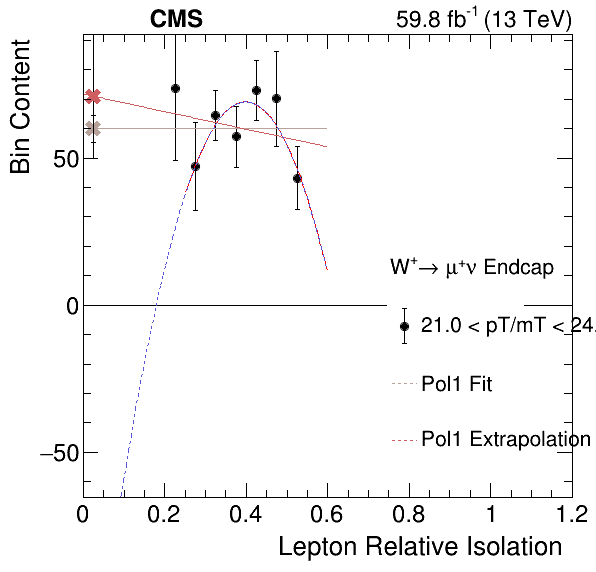 CMS
59.8 fb⁻¹ (13 TeV)
Bin Content
50
0
−50
W⁺→ μ⁺ν Endcap
21.0 < pT/mT < 24.
Pol1 Fit
Pol1 Extrapolation
0 0.2 0.4 0.6 0.8 1 1.2
Lepton Relative Isolation